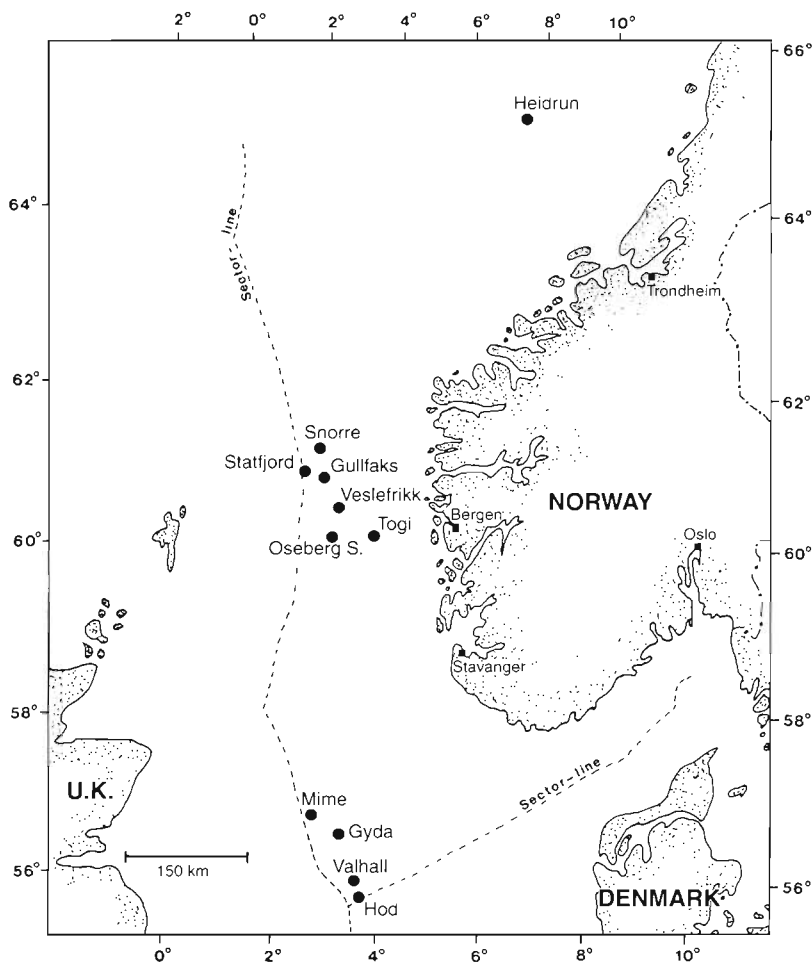 2° 0° 2° 4° 6° 8° 10°
66°
Heidrun
64° 64°
Sector line
Trondheim
62° 62°
Snorre
Statfjord Gullfaks
Veslefrikk
NORWAY
Bergen
Togi
Oslo
60° 60°
Oseberg S.
Stavanger
58° 58°
Sector-line
U.K.
Mime
Gyda
Valhall
150 km
56° 56°
DENMARK
Hod
0° 2° 4° 6° 8° 10°